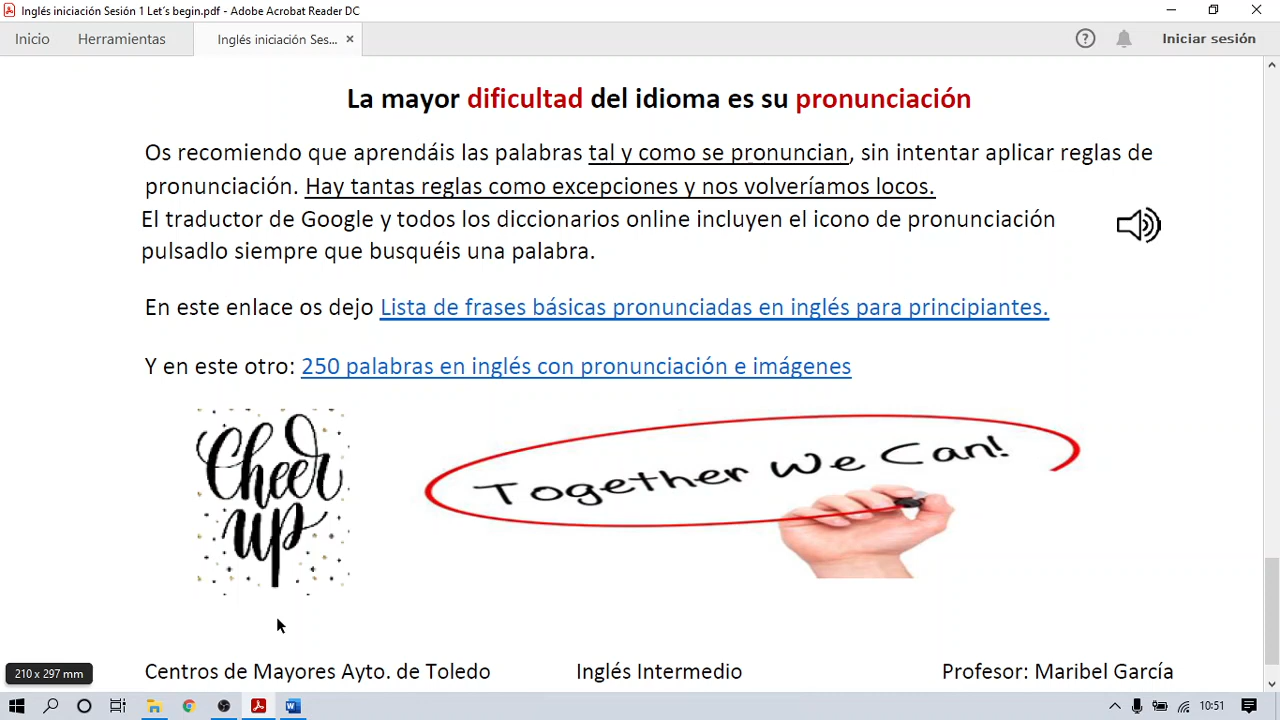 Inglés iniciación Sesión 1 Let´s begin.pdf - Adobe Acrobat Reader DC
Inicio Herramientas Inglés iniciación Ses... × Iniciar sesión
La mayor dificultad del idioma es su pronunciación
Os recomiendo que aprendáis las palabras tal y como se pronuncian, sin intentar aplicar reglas de
pronunciación. Hay tantas reglas como excepciones y nos volveríamos locos.
El traductor de Google y todos los diccionarios online incluyen el icono de pronunciación
pulsadlo siempre que busquéis una palabra.
En este enlace os dejo Lista de frases básicas pronunciadas en inglés para principiantes.
Y en este otro: 250 palabras en inglés con pronunciación e imágenes
Cheer
up
Together We Can!
210 x 297 mm
Centros de Mayores Ayto. de Toledo Inglés Intermedio Profesor: Maribel García
10:51